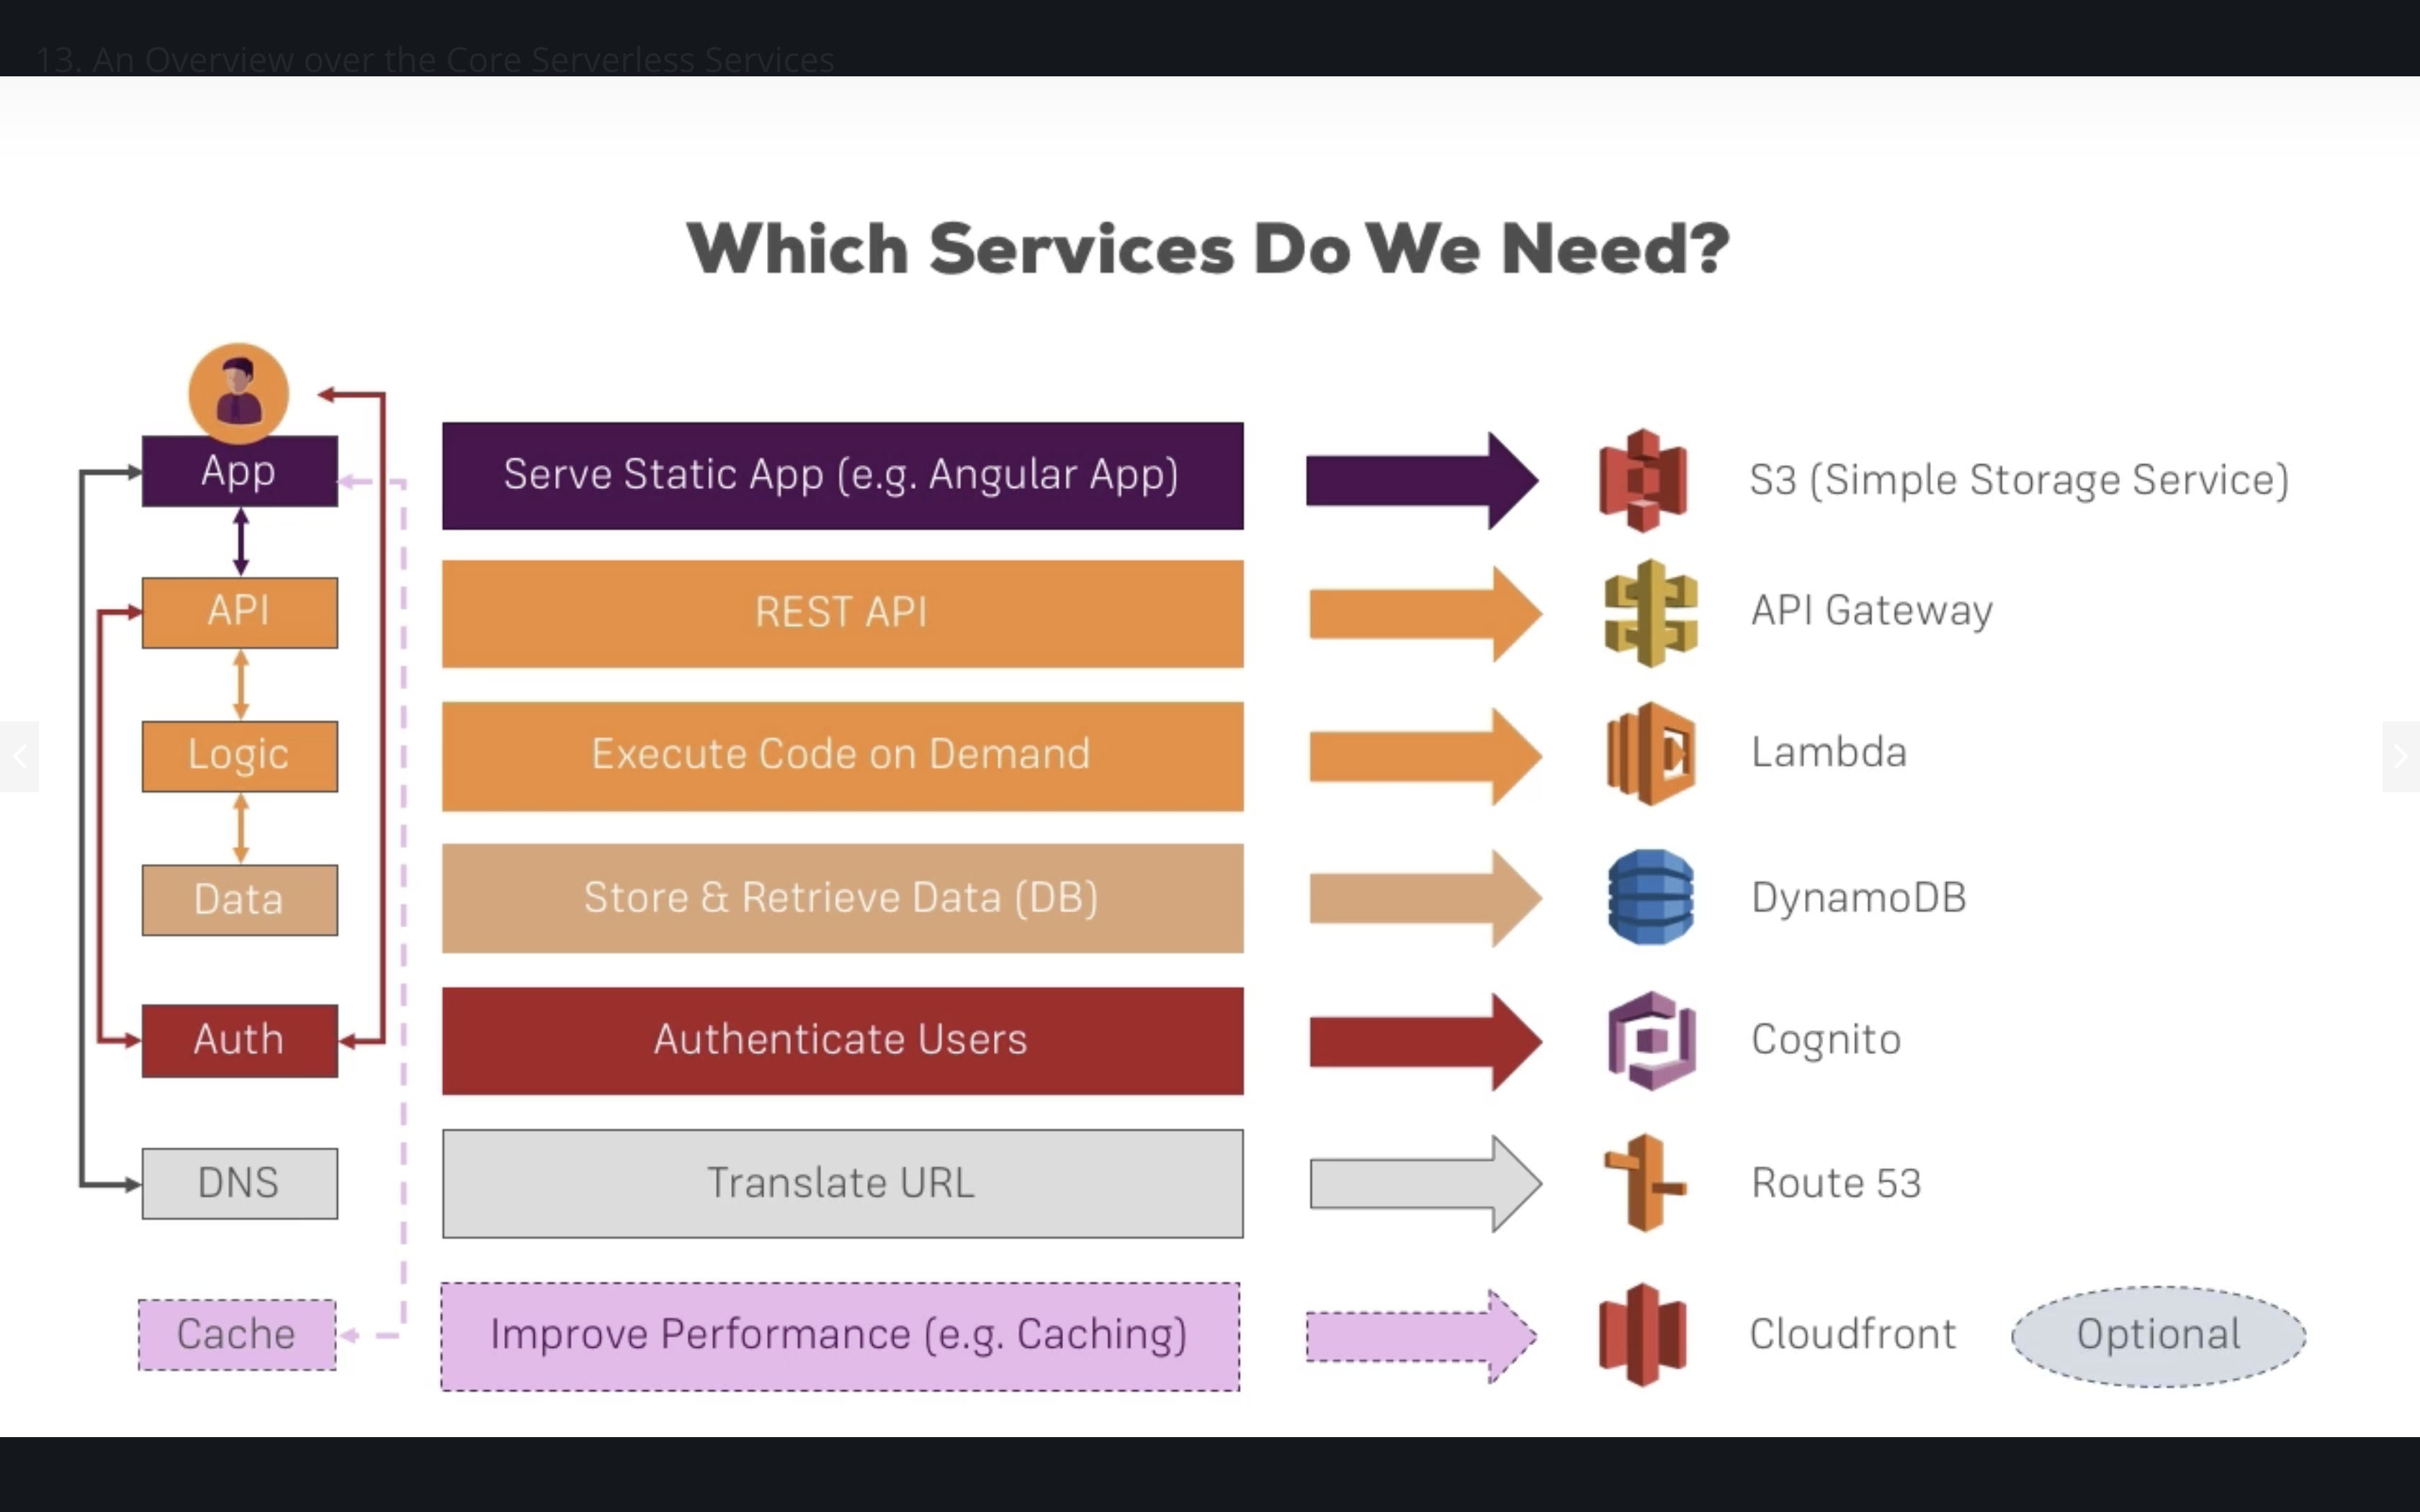 13. An Overview over the Core Serverless Services
Which Services Do We Need?
App
Serve Static App (e.g. Angular App)
S3 (Simple Storage Service)
API
REST API
API Gateway
Logic
Execute Code on Demand
Lambda
Data
Store & Retrieve Data (DB)
DynamoDB
Auth
Authenticate Users
Cognito
DNS
Translate URL
Route 53
Cache
Improve Performance (e.g. Caching)
Cloudfront
Optional